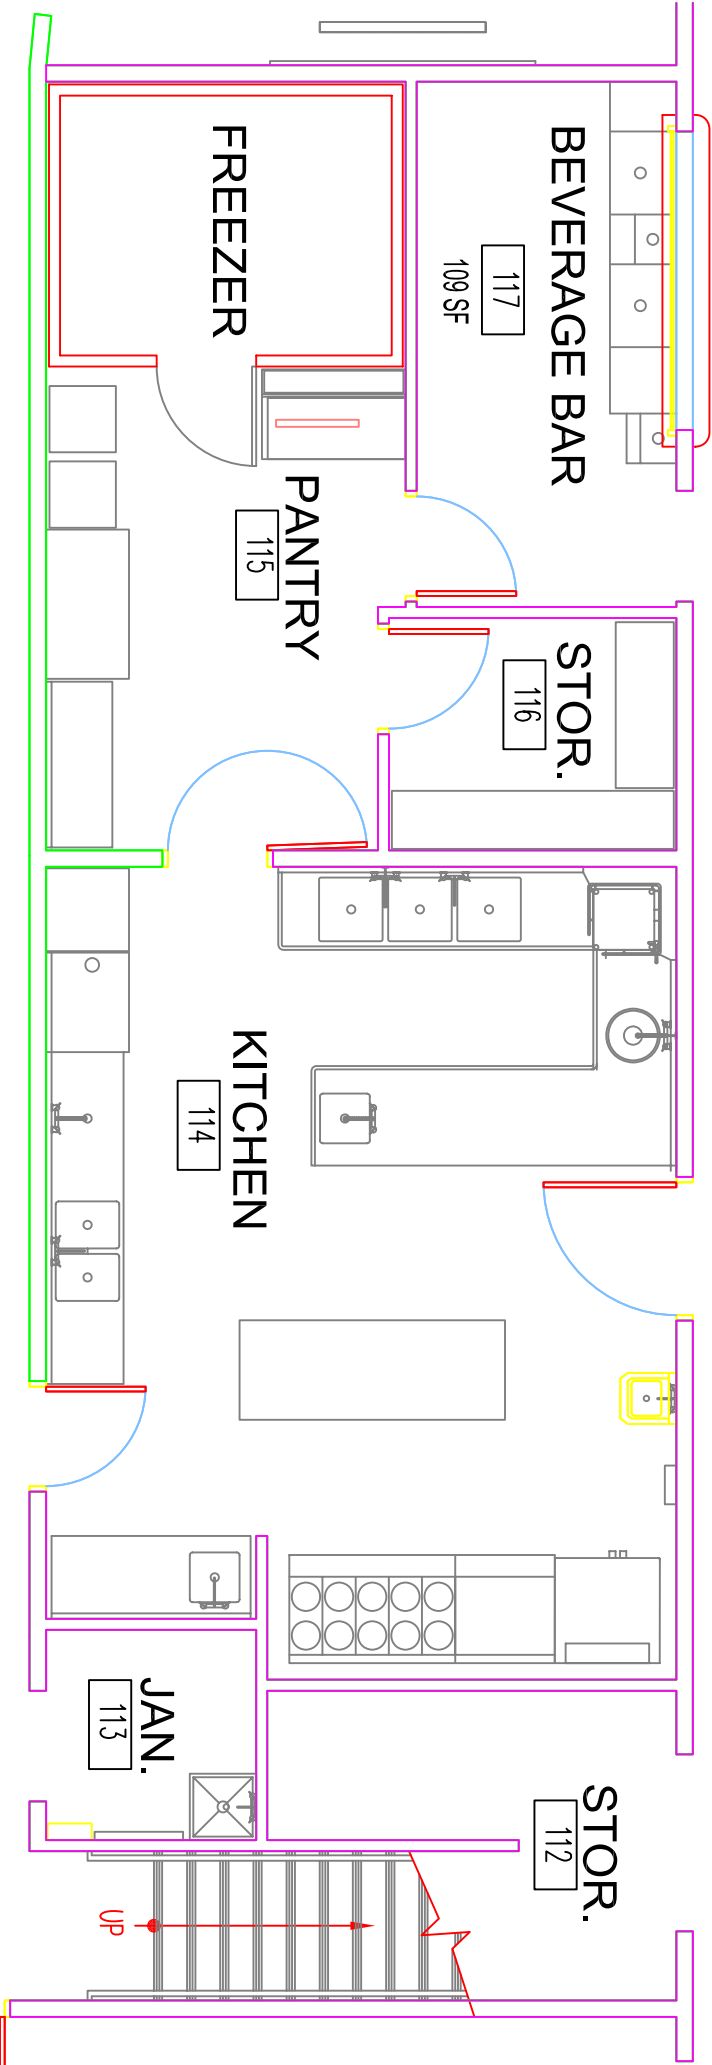 FREEZER
BEVERAGE BAR
117
109 SF
PANTRY
115
STOR.
116
KITCHEN
114
JAN.
113
STOR.
112
UP